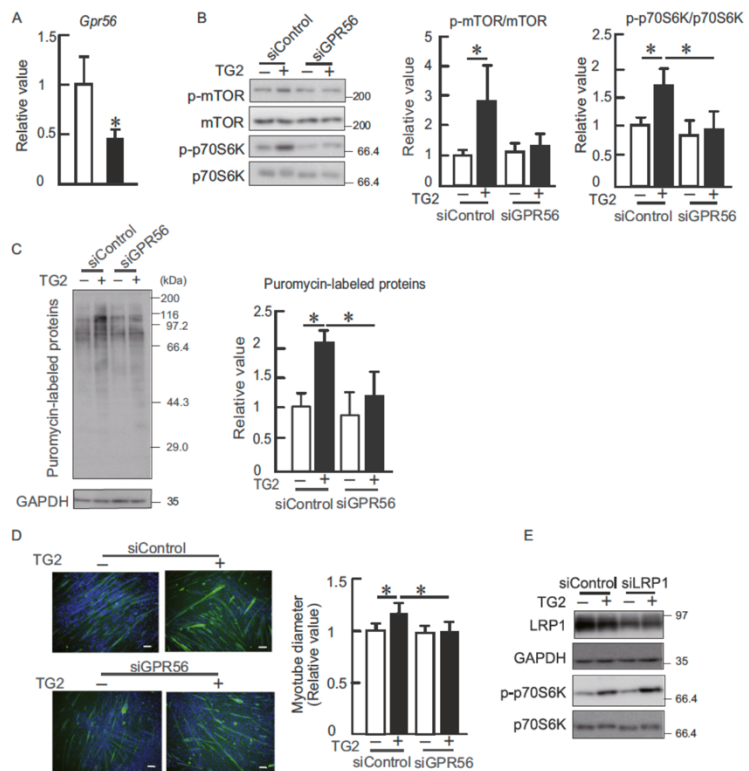 A
Gpr56
Relative value
1.5
1
0.5
0
*
B
siControl
siGPR56
TG2 – + – +
p-mTOR
200
mTOR
200
p-p70S6K
66.4
p70S6K
66.4
p-mTOR/mTOR
Relative value
5
4
3
2
1
0
*
TG2 – + – +
siControl siGPR56
p-p70S6K/p70S6K
Relative value
2.5
2
1.5
1
0.5
0
* *
TG2 – + – +
siControl siGPR56
C
siControl
siGPR56
TG2 – + – + (kDa)
Puromycin-labeled proteins
200
116
97.2
66.4
44.3
29.0
GAPDH
35
Puromycin-labeled proteins
Relative value
2.5
2
1.5
1
0.5
0
* *
TG2 – + – +
siControl siGPR56
D
siControl
TG2 – +
siGPR56
TG2 – +
Myotube diameter
(Relative value)
1.5
1
0.5
0
* *
TG2 – + – +
siControl siGPR56
E
siControl siLRP1
TG2 – + – +
LRP1
97
GAPDH
35
p-p70S6K
66.4
p70S6K
66.4